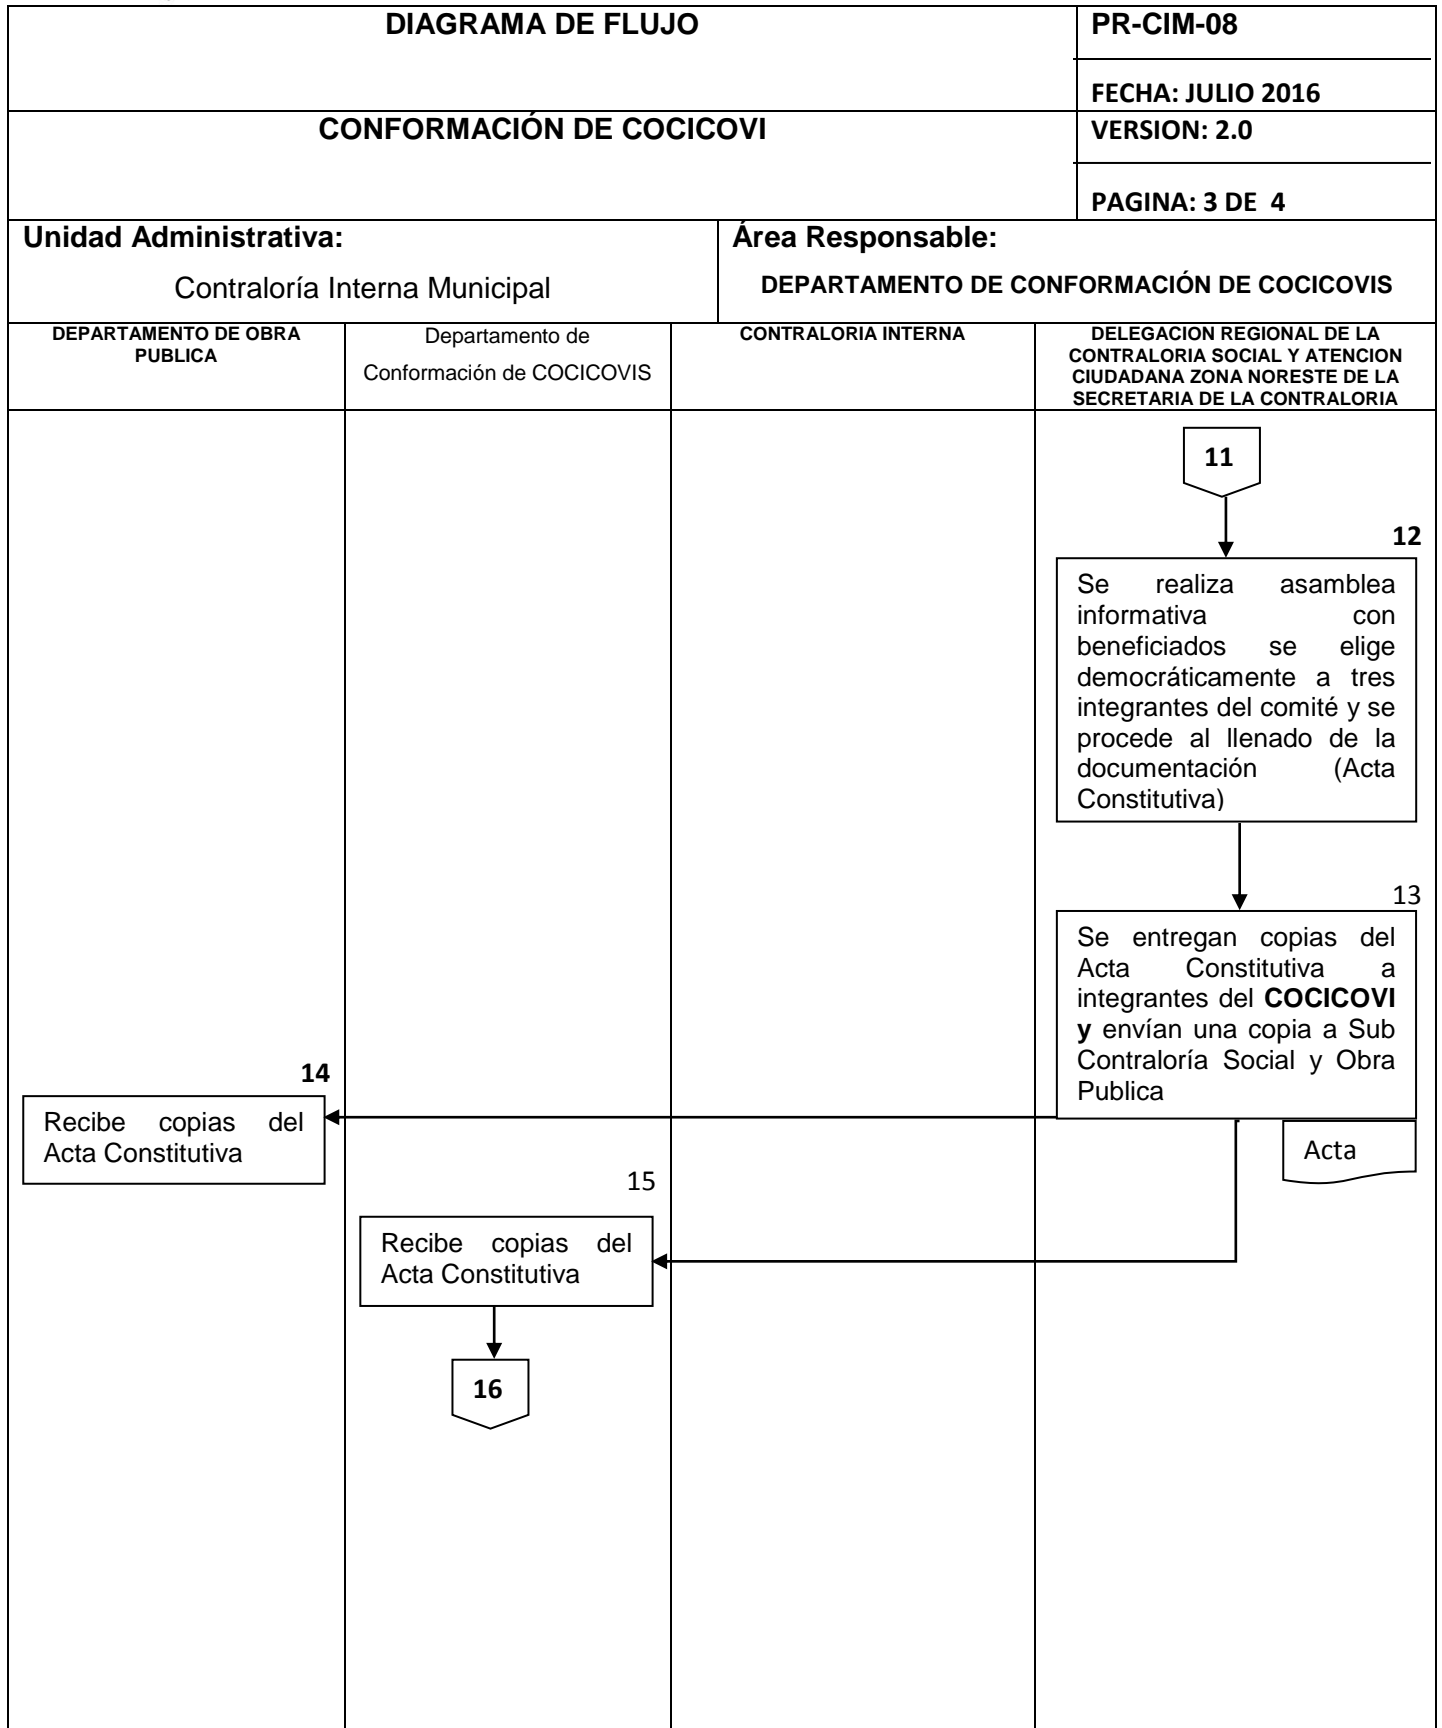 DIAGRAMA DE FLUJO
PR-CIM-08
FECHA: JULIO 2016
CONFORMACIÓN DE COCICOVI
VERSION: 2.0
PAGINA: 3 DE 4
Unidad Administrativa:
Contraloría Interna Municipal
Área Responsable:
DEPARTAMENTO DE CONFORMACIÓN DE COCICOVIS
DEPARTAMENTO DE OBRA
PUBLICA
Departamento de
Conformación de COCICOVIS
CONTRALORIA INTERNA
DELEGACION REGIONAL DE LA
CONTRALORIA SOCIAL Y ATENCION
CIUDADANA ZONA NORESTE DE LA
SECRETARIA DE LA CONTRALORIA
11
12
Se realiza asamblea
informativa con
beneficiados se elige
democráticamente a tres
integrantes del comité y se
procede al llenado de la
documentación (Acta
Constitutiva)
13
Se entregan copias del
Acta Constitutiva a
integrantes del COCICOVI
y envían una copia a Sub
Contraloría Social y Obra
Publica
Acta
14
Recibe copias del
Acta Constitutiva
15
Recibe copias del
Acta Constitutiva
16